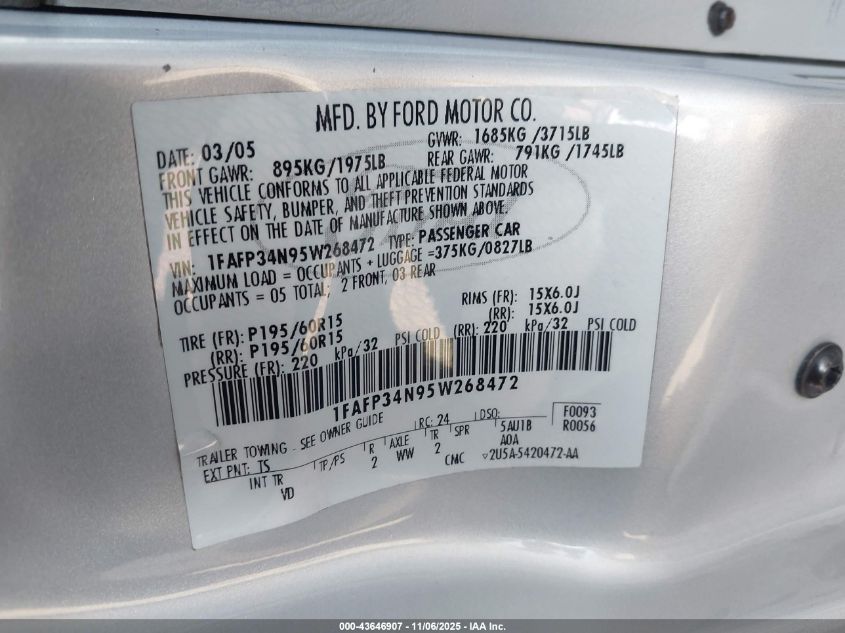 MFD. BY FORD MOTOR CO.
DATE: 03/05 GVWR: 1685KG /3715LB
FRONT GAWR: 895KG/1975LB REAR GAWR: 791KG /1745LB
THIS VEHICLE CONFORMS TO ALL APPLICABLE FEDERAL MOTOR
VEHICLE SAFETY, BUMPER, AND THEFT PREVENTION STANDARDS
IN EFFECT ON THE DATE OF MANUFACTURE SHOWN ABOVE.
VIN: 1FAFP34N95W268472 TYPE: PASSENGER CAR
MAXIMUM LOAD = OCCUPANTS + LUGGAGE =375KG/0827LB
OCCUPANTS = 05 TOTAL; 2 FRONT, 03 REAR
TIRE (FR): P195/60R15 RIMS (FR): 15X6.0J
(RR): P195/60R15 (RR): 15X6.0J
PRESSURE (FR): 220 kPa/32 PSI COLD (RR): 220 kPa/32 PSI COLD
1FAFP34N95W268472
TRAILER TOWING - SEE OWNER GUIDE RC: 24 DSO: F0093
EXT PNT: TS TP/PS R AXLE TR SPR 5AU1B R0056
INT TR 2 WW 2 AOA
VD CMC ▽2U5A-5420472-AA
000-43646907 - 11/06/2025 - IAA Inc.